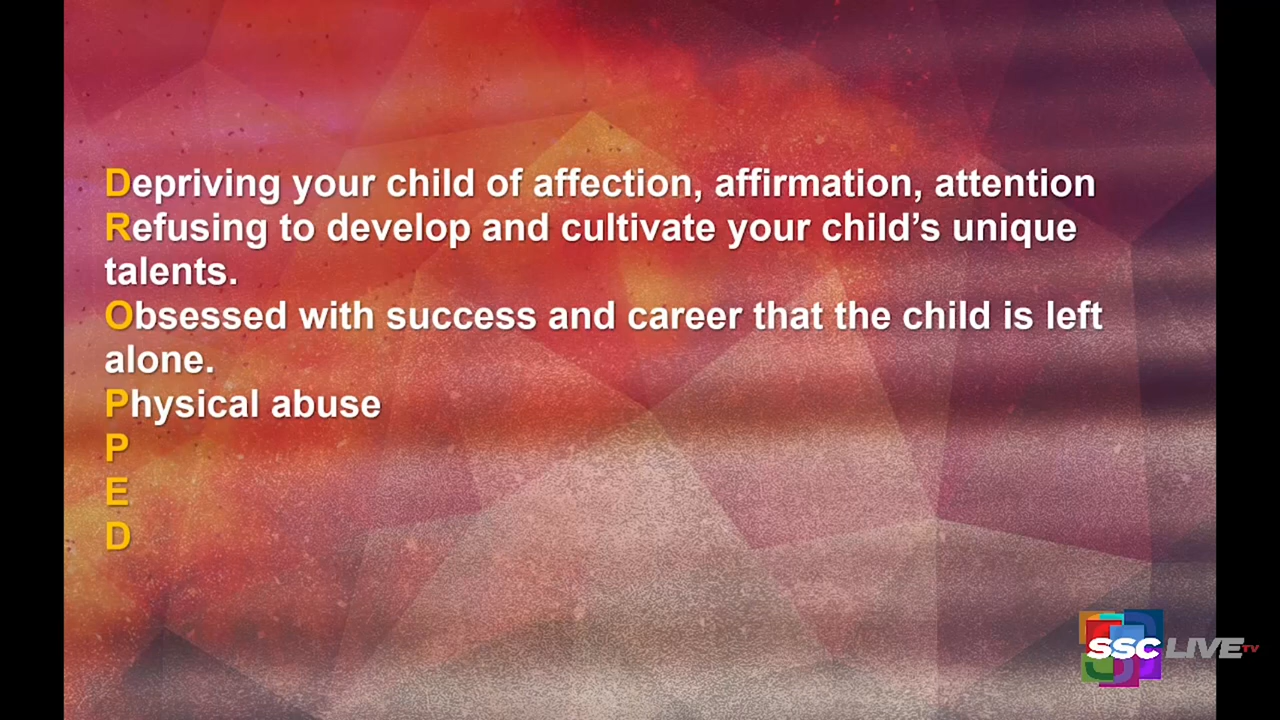 Depriving your child of affection, affirmation, attention
Refusing to develop and cultivate your child's unique
talents.
Obsessed with success and career that the child is left
alone.
Physical abuse
P
E
D
SSC LIVE TV